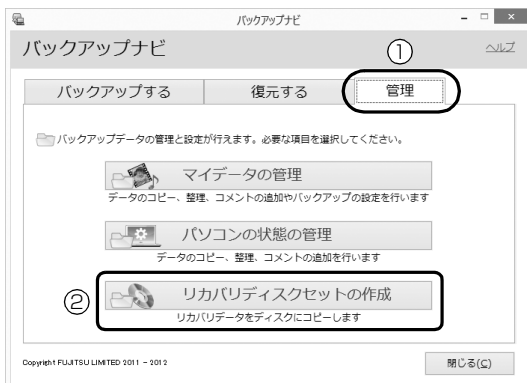 バックアップナビ
バックアップナビ
①
ヘルプ
バックアップする 復元する 管理
バックアップデータの管理と設定が行えます。必要な項目を選択してください。
マイデータの管理
データのコピー、整理、コメントの追加やバックアップの設定を行います
パソコンの状態の管理
データのコピー、整理、コメントの追加を行います
②
リカバリディスクセットの作成
リカバリデータをディスクにコピーします
Copyright FUJITSU LIMITED 2011 - 2012
閉じる(C)